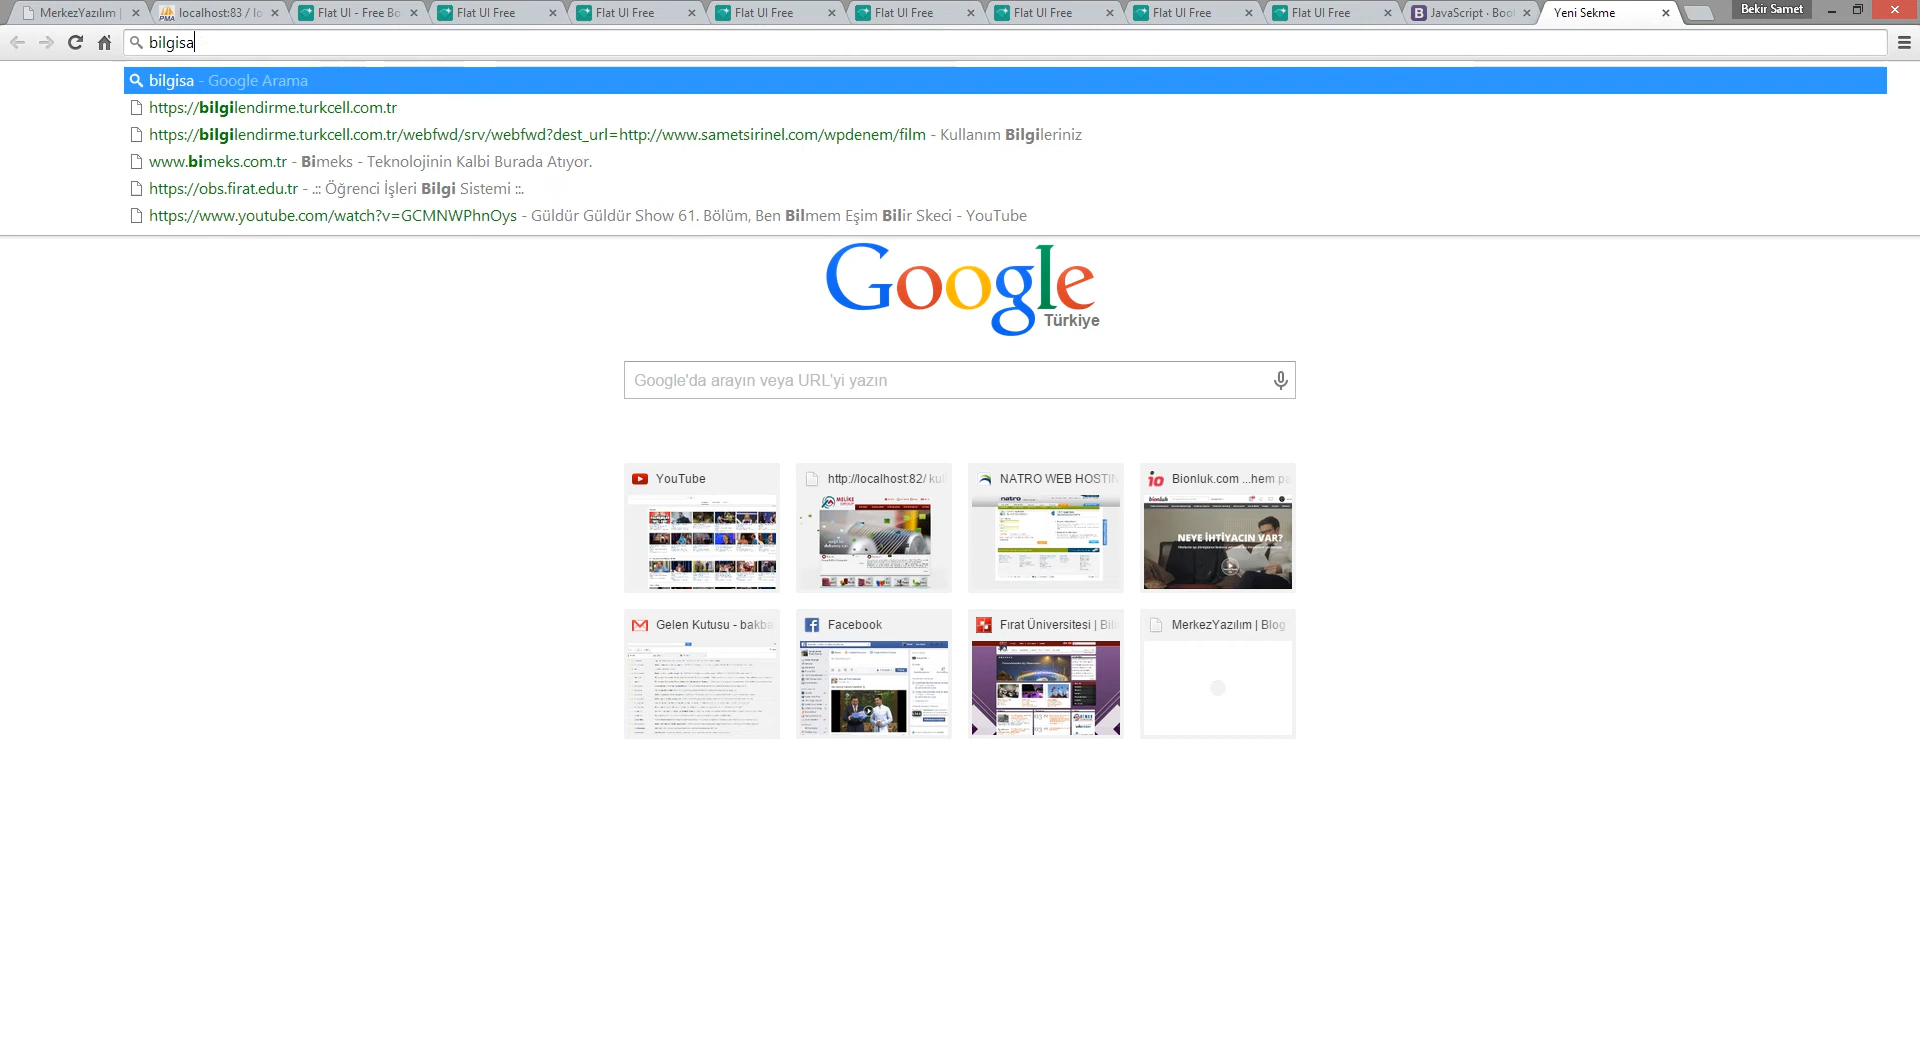 MerkezYazılım |
localhost:83 / lo
Flat UI - Free Bo
Flat UI Free
Flat UI Free
Flat UI Free
Flat UI Free
Flat UI Free
Flat UI Free
Flat UI Free
JavaScript · Boo
Yeni Sekme
Bekir Samet
bilgisa
bilgisa - Google Arama
https://bilgilendirme.turkcell.com.tr
https://bilgilendirme.turkcell.com.tr/webfwd/srv/webfwd?dest_url=http://www.sametsirinel.com/wpdenem/film - Kullanım Bilgileriniz
www.bimeks.com.tr - Bimeks - Teknolojinin Kalbi Burada Atıyor.
https://obs.firat.edu.tr - .:: Öğrenci İşleri Bilgi Sistemi ::.
https://www.youtube.com/watch?v=GCMNWPhnOys - Güldür Güldür Show 61. Bölüm, Ben Bilmem Eşim Bilir Skeci - YouTube
Google
Türkiye
Google'da arayın veya URL'yi yazın
YouTube
http://localhost:82/ kul
NATRO WEB HOSTIN
Bionluk.com ...hem pa
natro
bionluk
NEYE İHTİYACIN VAR?
Gelen Kutusu - bakba
Facebook
Fırat Üniversitesi | Bil
MerkezYazılım | Blog